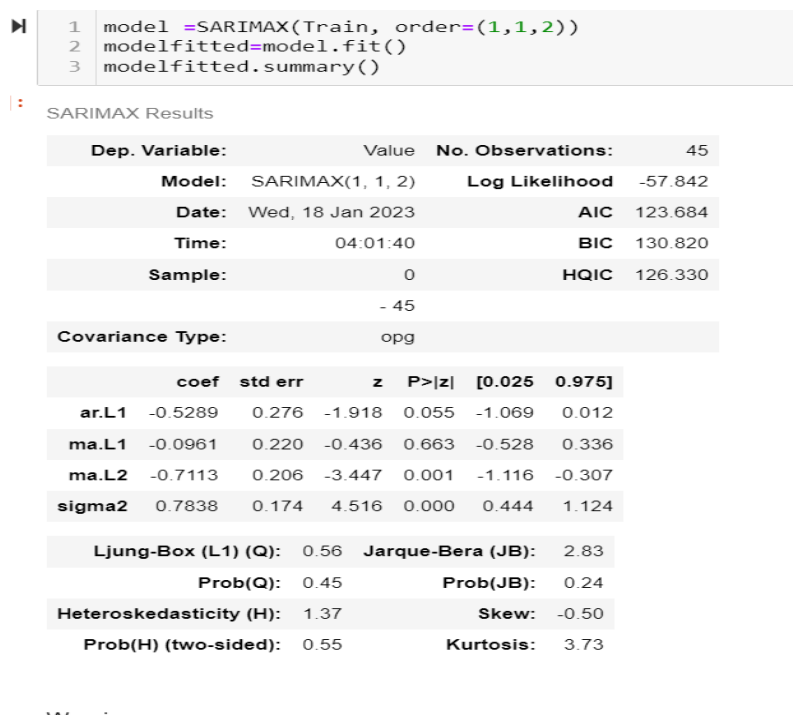 1 model =SARIMAX(Train, order=(1,1,2))
2 modelfitted=model.fit()
3 modelfitted.summary()
SARIMAX Results
Dep. Variable: Value No. Observations: 45
Model: SARIMAX(1, 1, 2) Log Likelihood -57.842
Date: Wed, 18 Jan 2023 AIC 123.684
Time: 04:01:40 BIC 130.820
Sample: 0 HQIC 126.330
- 45
Covariance Type: opg
coef std err z P>|z| [0.025 0.975]
ar.L1 -0.5289 0.276 -1.918 0.055 -1.069 0.012
ma.L1 -0.0961 0.220 -0.436 0.663 -0.528 0.336
ma.L2 -0.7113 0.206 -3.447 0.001 -1.116 -0.307
sigma2 0.7838 0.174 4.516 0.000 0.444 1.124
Ljung-Box (L1) (Q): 0.56 Jarque-Bera (JB): 2.83
Prob(Q): 0.45 Prob(JB): 0.24
Heteroskedasticity (H): 1.37 Skew: -0.50
Prob(H) (two-sided): 0.55 Kurtosis: 3.73